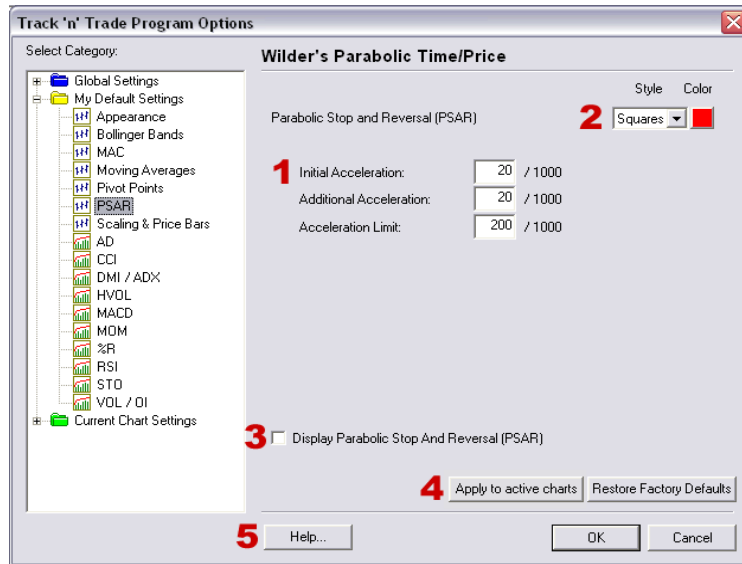 Track 'n' Trade Program Options
Select Category:
Global Settings
My Default Settings
Appearance
Bollinger Bands
MAC
Moving Averages
Pivot Points
PSAR
Scaling & Price Bars
AD
CCI
DMI / ADX
HVOL
MACD
MOM
%R
RSI
STO
VOL / OI
Current Chart Settings
Wilder's Parabolic Time/Price
Style Color
Parabolic Stop and Reversal (PSAR) 2 Squares
1 Initial Acceleration: 20 / 1000
Additional Acceleration: 20 / 1000
Acceleration Limit: 200 / 1000
3 Display Parabolic Stop And Reversal (PSAR)
4 Apply to active charts Restore Factory Defaults
5 Help... OK Cancel